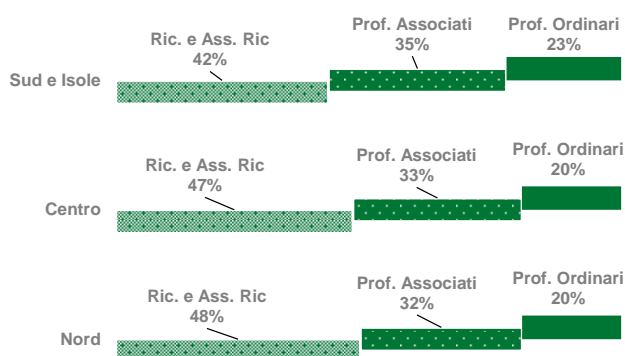 Ric. e Ass. Ric
42%
Prof. Associati
35%
Prof. Ordinari
23%
Sud e Isole
Ric. e Ass. Ric
47%
Prof. Associati
33%
Prof. Ordinari
20%
Centro
Ric. e Ass. Ric
48%
Prof. Associati
32%
Prof. Ordinari
20%
Nord